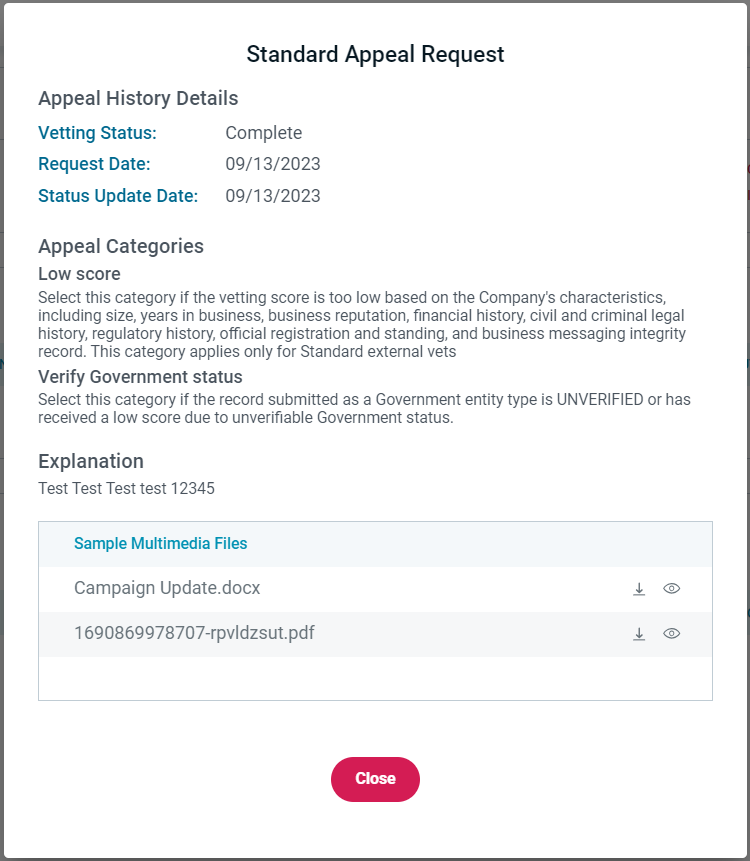 Standard Appeal Request
Appeal History Details
Vetting Status: Complete
Request Date: 09/13/2023
Status Update Date: 09/13/2023
Appeal Categories
Low score
Select this category if the vetting score is too low based on the Company's characteristics,
including size, years in business, business reputation, financial history, civil and criminal legal
history, regulatory history, official registration and standing, and business messaging integrity
record. This category applies only for Standard external vets
Verify Government status
Select this category if the record submitted as a Government entity type is UNVERIFIED or has
received a low score due to unverifiable Government status.
Explanation
Test Test Test test 12345
Sample Multimedia Files
Campaign Update.docx
1690869978707-rpvldzsut.pdf
Close